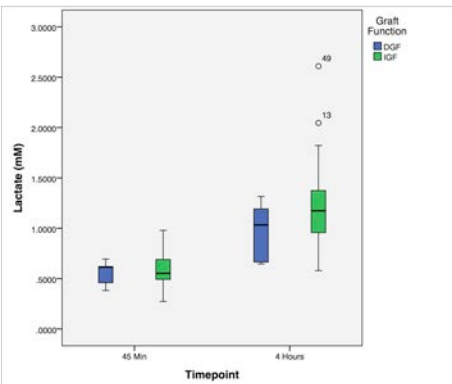 Graft
Function
DGF
IGF
3.0000
2.5000
2.0000
1.5000
1.0000
.5000
.0000
Lactate (mM)
49
13
45 Min
4 Hours
Timepoint